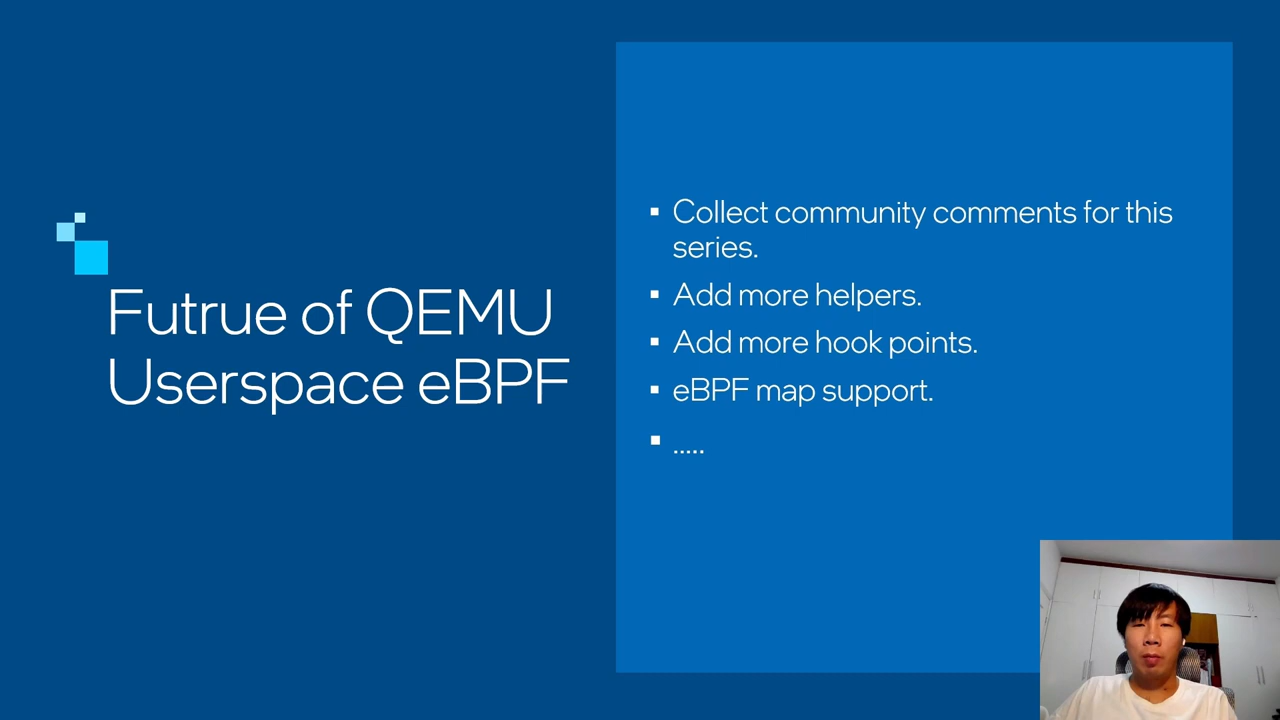 Futrue of QEMU
Userspace eBPF
▪ Collect community comments for this
series.
▪ Add more helpers.
▪ Add more hook points.
▪ eBPF map support.
▪ .....